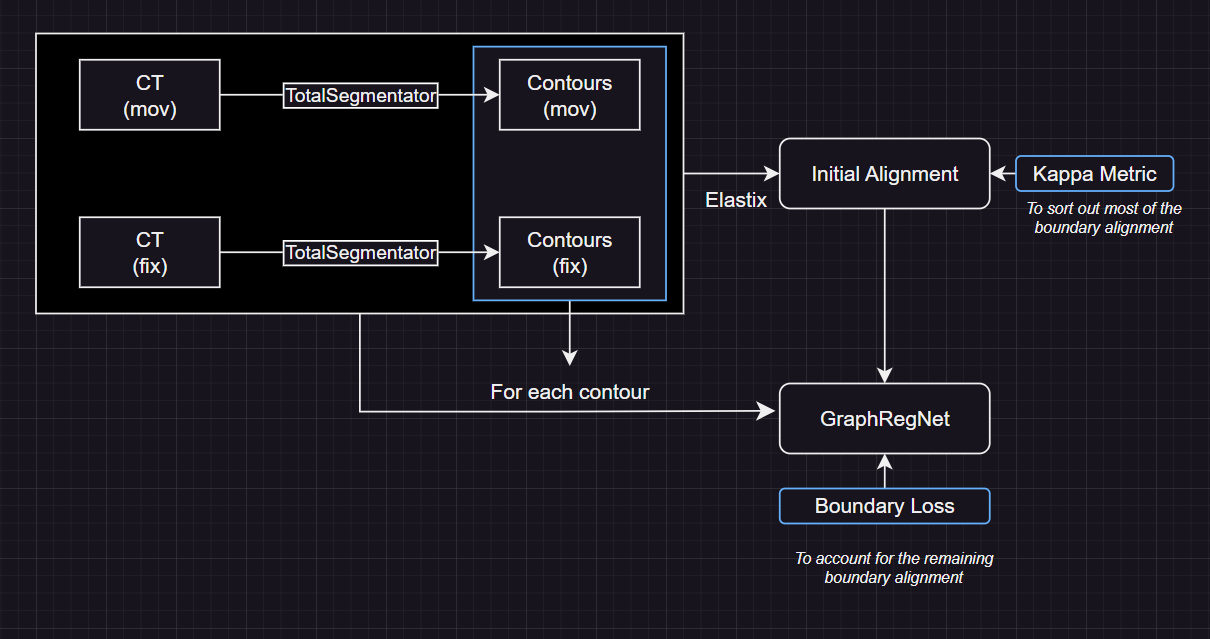 CT
(mov)
TotalSegmentator
Contours
(mov)
CT
(fix)
TotalSegmentator
Contours
(fix)
Elastix
Initial Alignment
Kappa Metric
To sort out most of the
boundary alignment
For each contour
GraphRegNet
Boundary Loss
To account for the remaining
boundary alignment